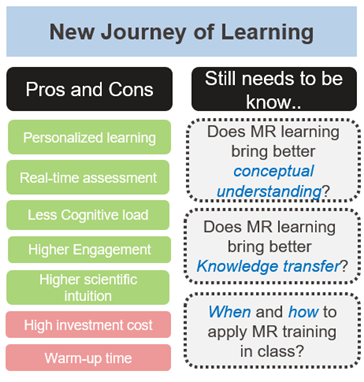 New Journey of Learning
Pros and Cons
Personalized learning
Real-time assessment
Less Cognitive load
Higher Engagement
Higher scientific
intuition
High investment cost
Warm-up time
Still needs to be
know..
Does MR learning
bring better
conceptual
understanding?
Does MR learning
bring better
Knowledge transfer?
When and how to
apply MR training
in class?